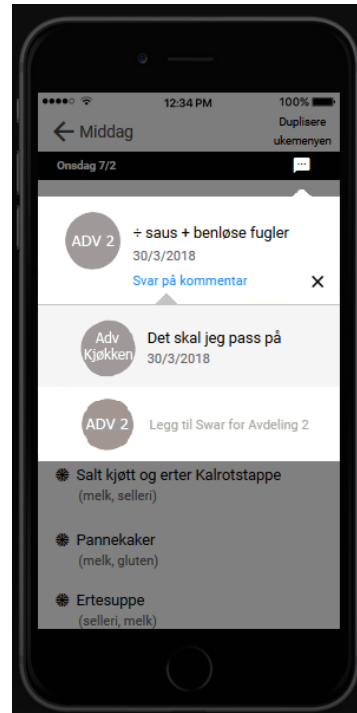 12:34 PM
100%
Middag
Duplisere
ukemenyen
Onsdag 7/2
ADV 2
÷ saus + benløse fugler
30/3/2018
Svar på kommentar
Adv
Kjøkken
Det skal jeg pass på
30/3/2018
ADV 2
Legg til Swar for Avdeling 2
Salt kjøtt og erter Kalrotstappe
(melk, selleri)
Pannekaker
(melk, gluten)
Ertesuppe
(selleri, melk)